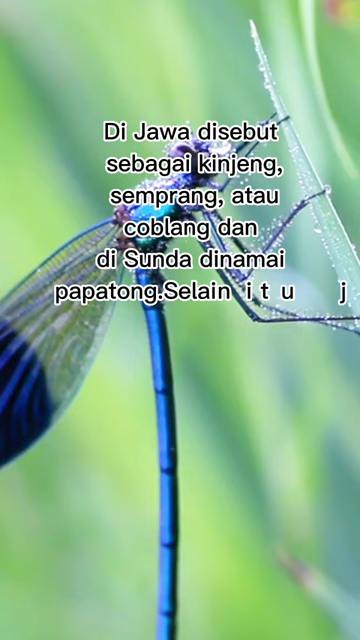 Di Jawa disebut
sebagai kinjeng,
semprang, atau
coblang dan
di Sunda dinamai
papatong.Selain i t u j